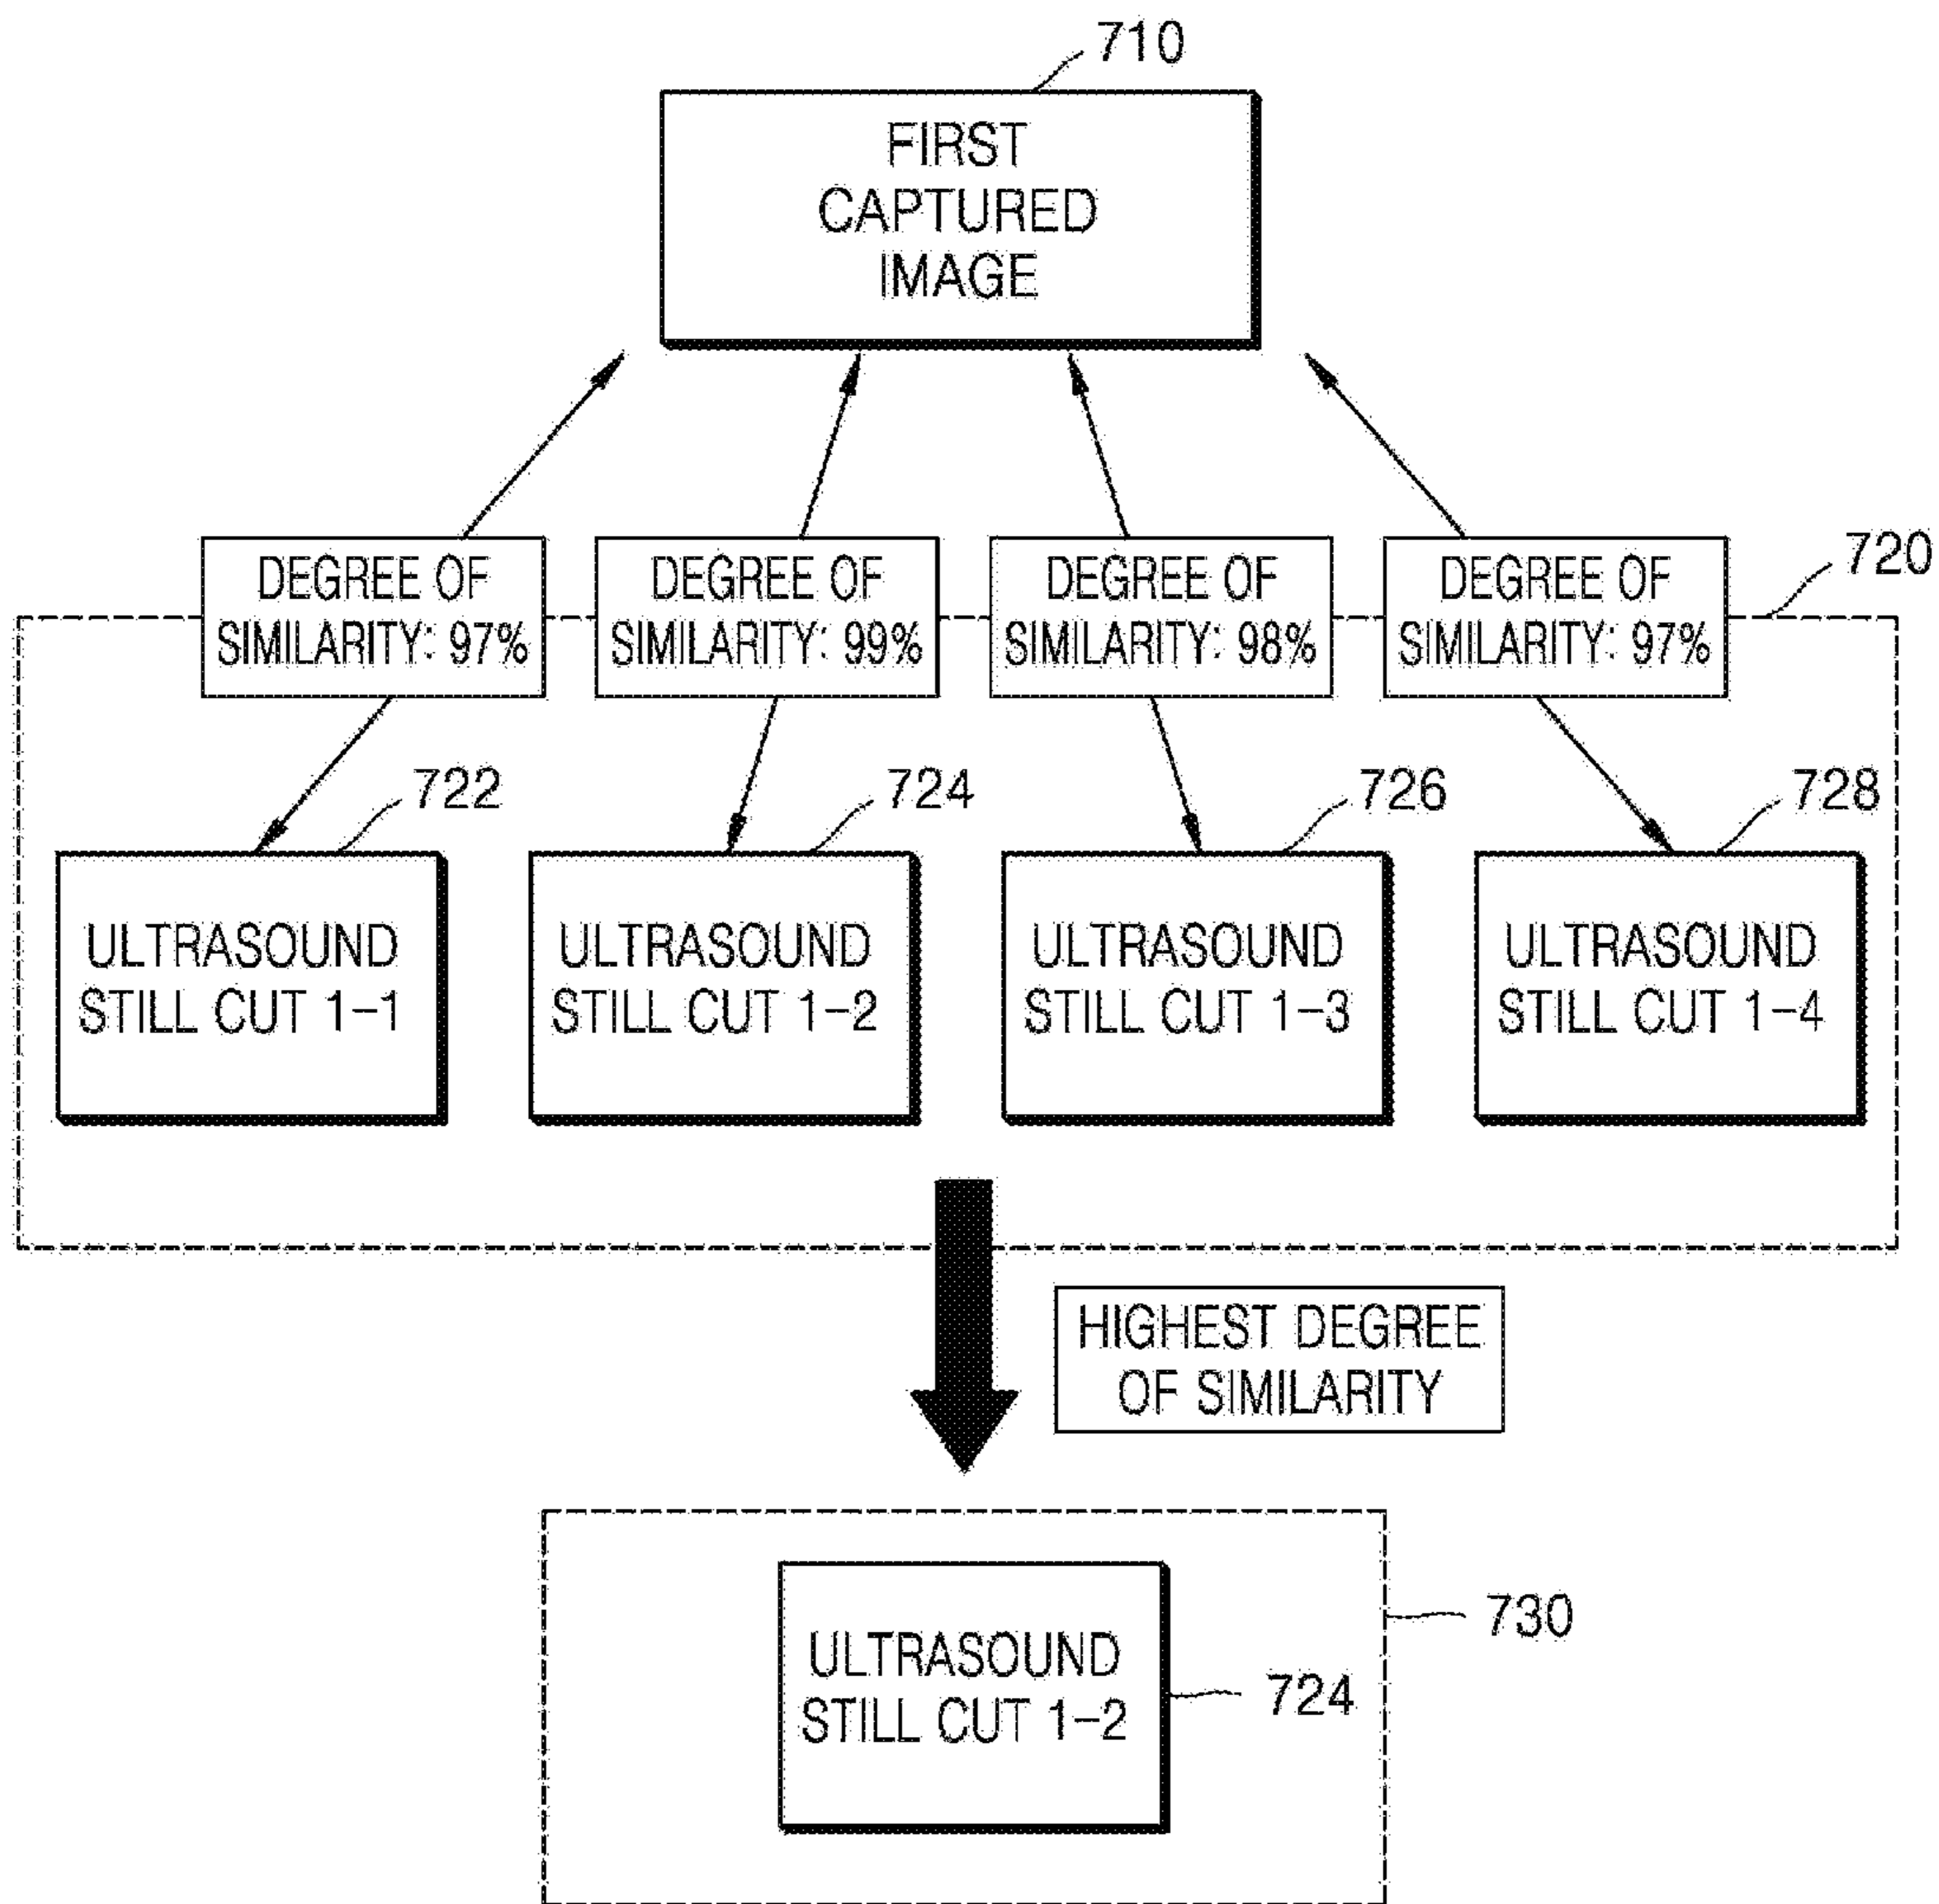 710
FIRST
CAPTURED
IMAGE
720
DEGREE OF
SIMILARITY: 97%
DEGREE OF
SIMILARITY: 99%
DEGREE OF
SIMILARITY: 98%
DEGREE OF
SIMILARITY: 97%
722
724
726
728
ULTRASOUND
STILL CUT 1-1
ULTRASOUND
STILL CUT 1-2
ULTRASOUND
STILL CUT 1-3
ULTRASOUND
STILL CUT 1-4
HIGHEST DEGREE
OF SIMILARITY
730
ULTRASOUND
STILL CUT 1-2
724